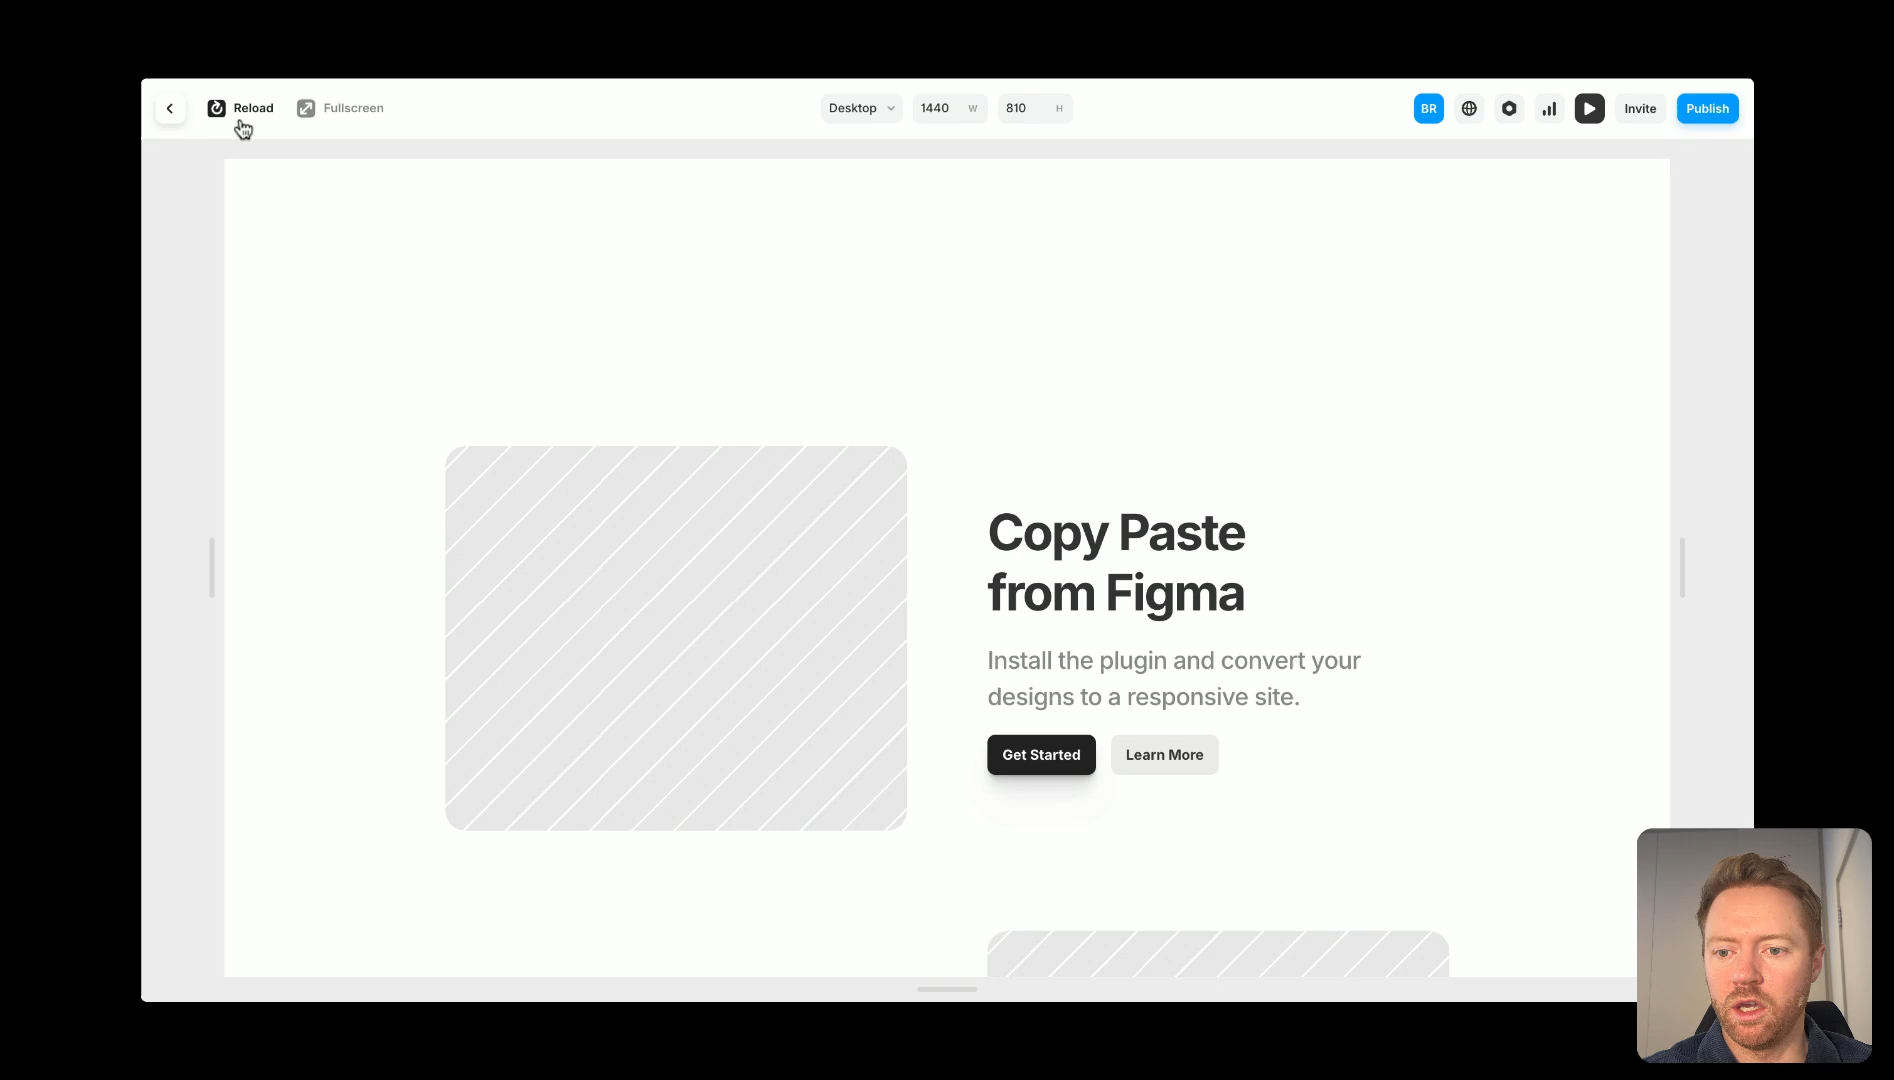 Reload
Fullscreen
Desktop
1440 W
810 H
BR
Invite
Publish
Copy Paste
from Figma
Install the plugin and convert your
designs to a responsive site.
Get Started
Learn More